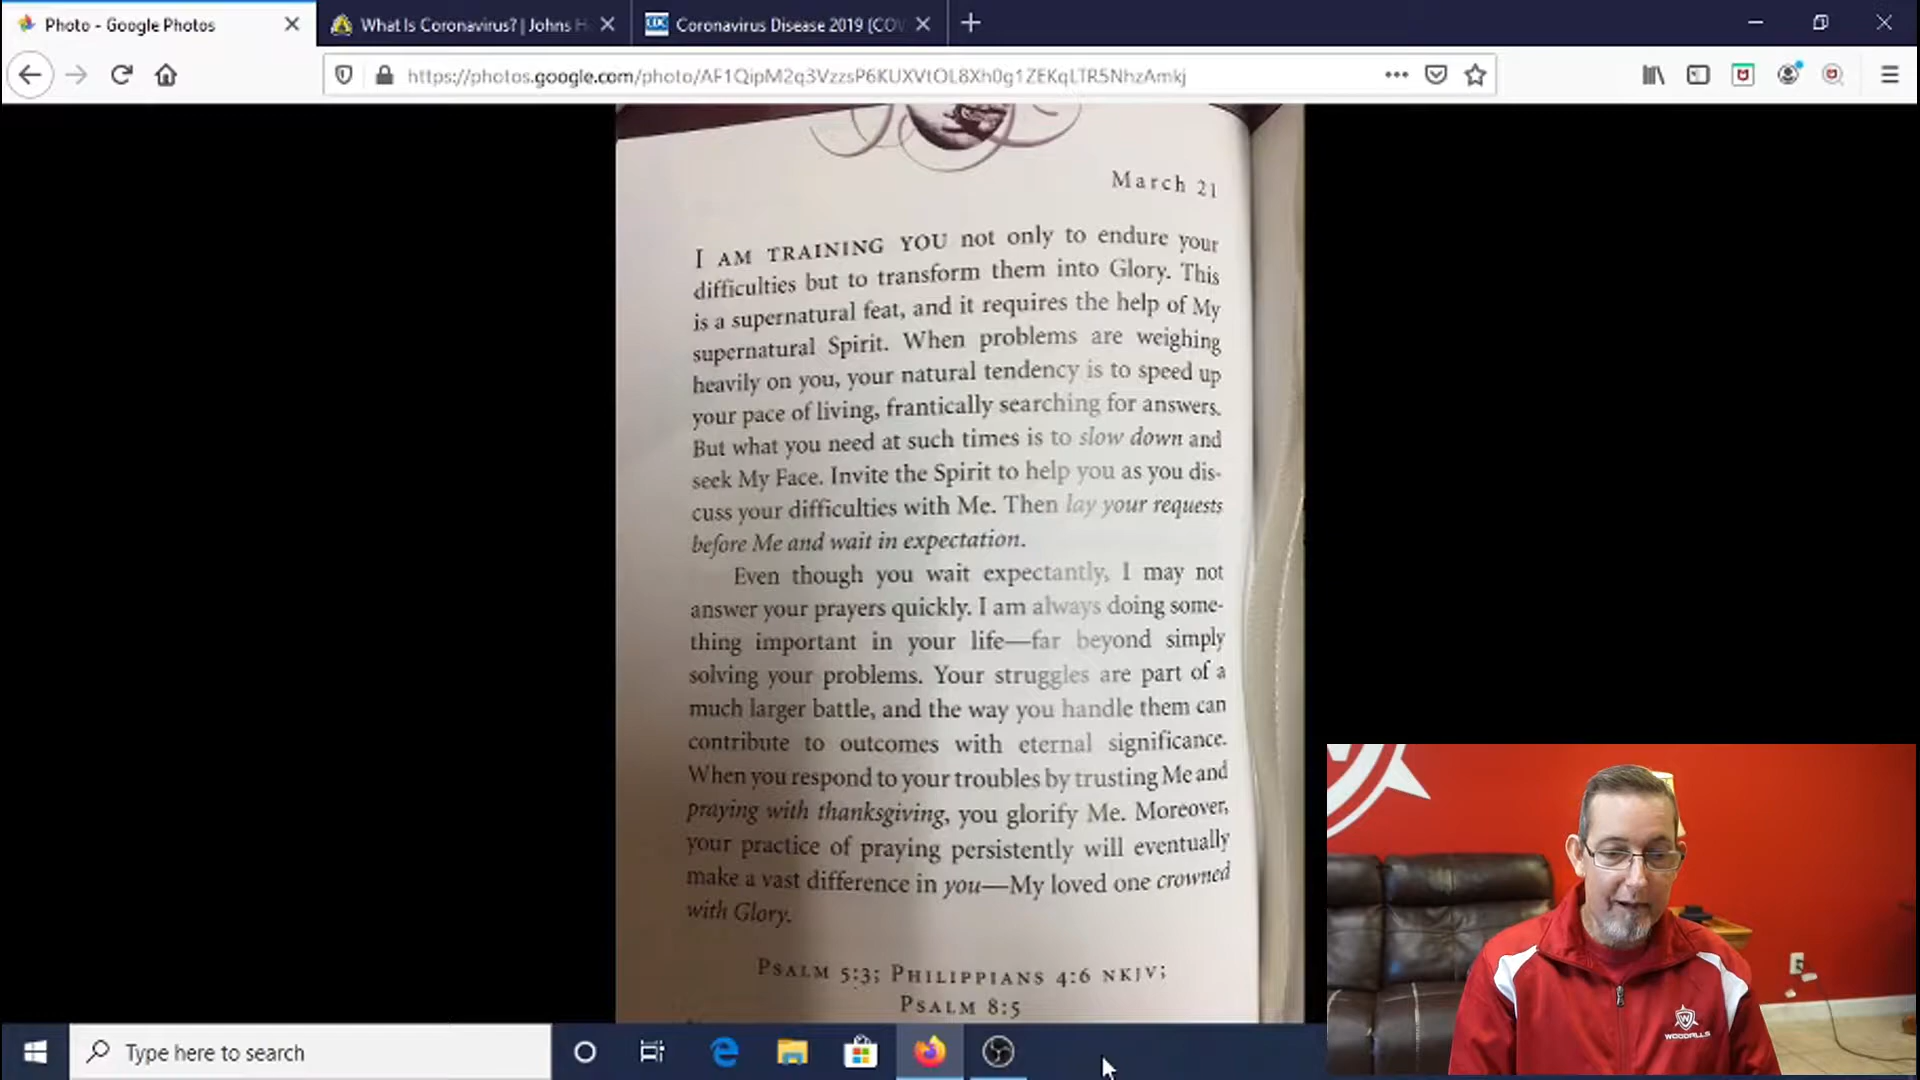 Photo - Google Photos
What Is Coronavirus? | Johns H
CDC
Coronavirus Disease 2019 (COV
https://photos.google.com/photo/AF1QipM2q3VzzsP6KUXVtOL8Xh0g1ZEKqLTR5NhzAmkj
March 21
I AM TRAINING YOU not only to endure your
difficulties but to transform them into Glory. This
is a supernatural feat, and it requires the help of My
supernatural Spirit. When problems are weighing
heavily on you, your natural tendency is to speed up
your pace of living, frantically searching for answers.
But what you need at such times is to slow down and
seek My Face. Invite the Spirit to help you as you dis-
cuss your difficulties with Me. Then lay your requests
before Me and wait in expectation.
Even though you wait expectantly, I may not
answer your prayers quickly. I am always doing some-
thing important in your life—far beyond simply
solving your problems. Your struggles are part of a
much larger battle, and the way you handle them can
contribute to outcomes with eternal significance.
When you respond to your troubles by trusting Me and
praying with thanksgiving, you glorify Me. Moreover,
your practice of praying persistently will eventually
make a vast difference in you—My loved one crowned
with Glory.
PSALM 5:3; PHILIPPIANS 4:6 NKJV;
PSALM 8:5
W
WOODALLS
Type here to search